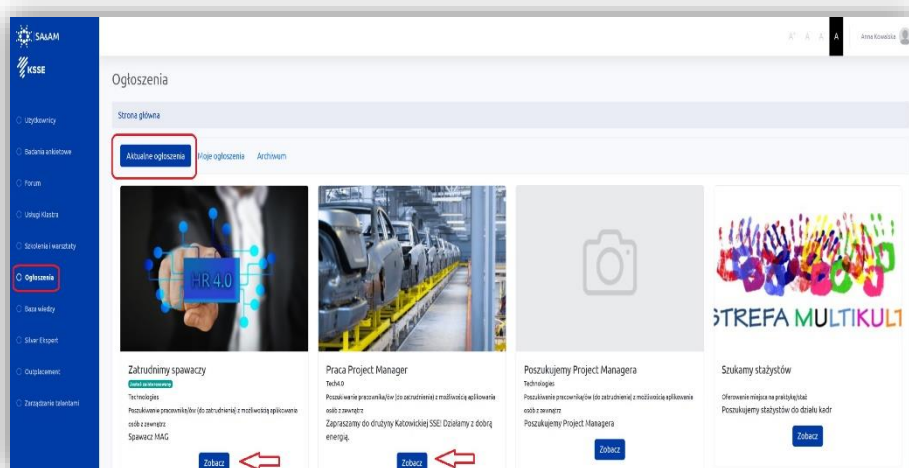 SA&AM
A+ A A A
Anna Kowalska
KSSE
Ogłoszenia
Strona główna
Użytkownicy
Badania ankietowe
Forum
Usługi Klastra
Szkolenia i warsztaty
Ogłoszenia
Baza wiedzy
Silver Ekspert
Outplacement
Zarządzanie talentami
Aktualne ogłoszenia Moje ogłoszenia Archiwum
HR 4.0
STREFA MULTIKULT
Zatrudnimy spawaczy
Technologies
Poszukiwanie pracownika/ów (do zatrudnienia) z możliwością aplikowania
osób z zewnątrz
Spawacz MAG
Zobacz
Praca Project Manager
Tech4.0
Poszukiwanie pracownika/ów (do zatrudnienia) z możliwością aplikowania
osób z zewnątrz
Zapraszamy do drużyny Katowickiej SSE! Działamy z dobrą
energią.
Zobacz
Poszukujemy Project Managera
Technologies
Poszukiwanie pracownika/ów (do zatrudnienia) z możliwością aplikowania
osób z zewnątrz
Poszukujemy Project Managera
Zobacz
Szukamy stażystów
Oferowanie miejsca na praktykę/staż
Poszukujemy stażystów do działu kadr
Zobacz